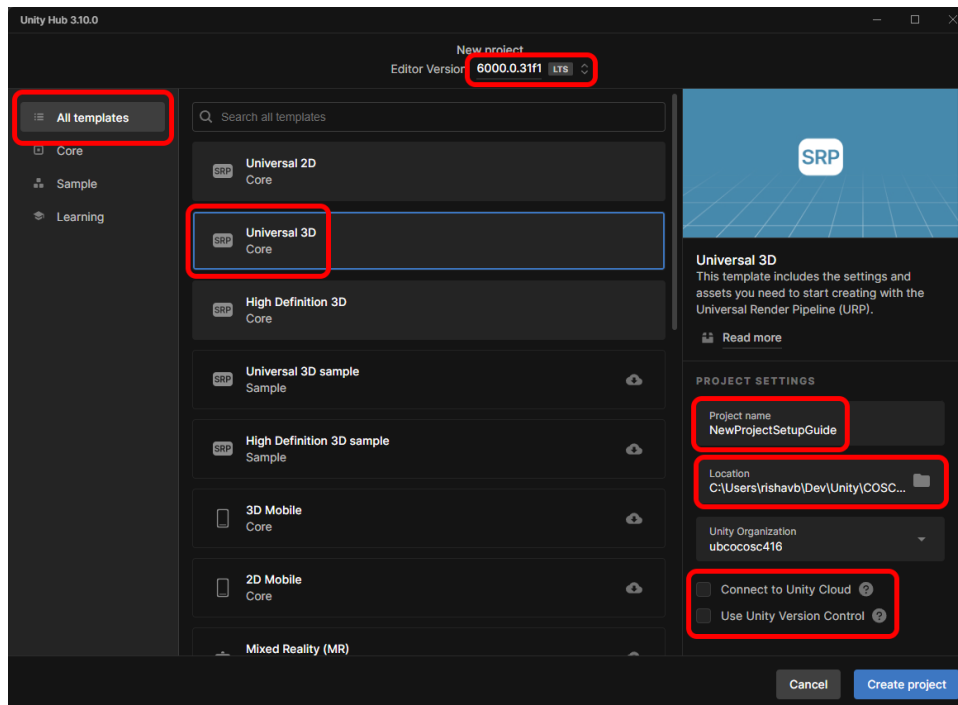 Unity Hub 3.10.0
New project
Editor Version 6000.0.31f1 LTS
All templates
Core
Sample
Learning
Search all templates
SRP
Universal 2D
Core
SRP
Universal 3D
Core
SRP
High Definition 3D
Core
SRP
Universal 3D sample
Sample
SRP
High Definition 3D sample
Sample
3D Mobile
Core
2D Mobile
Core
Mixed Reality (MR)
SRP
Universal 3D
This template includes the settings and
assets you need to start creating with the
Universal Render Pipeline (URP).
Read more
PROJECT SETTINGS
Project name
NewProjectSetupGuide
Location
C:\Users\rishavb\Dev\Unity\COSC...
Unity Organization
ubcocosc416
Connect to Unity Cloud ?
Use Unity Version Control ?
Cancel
Create project